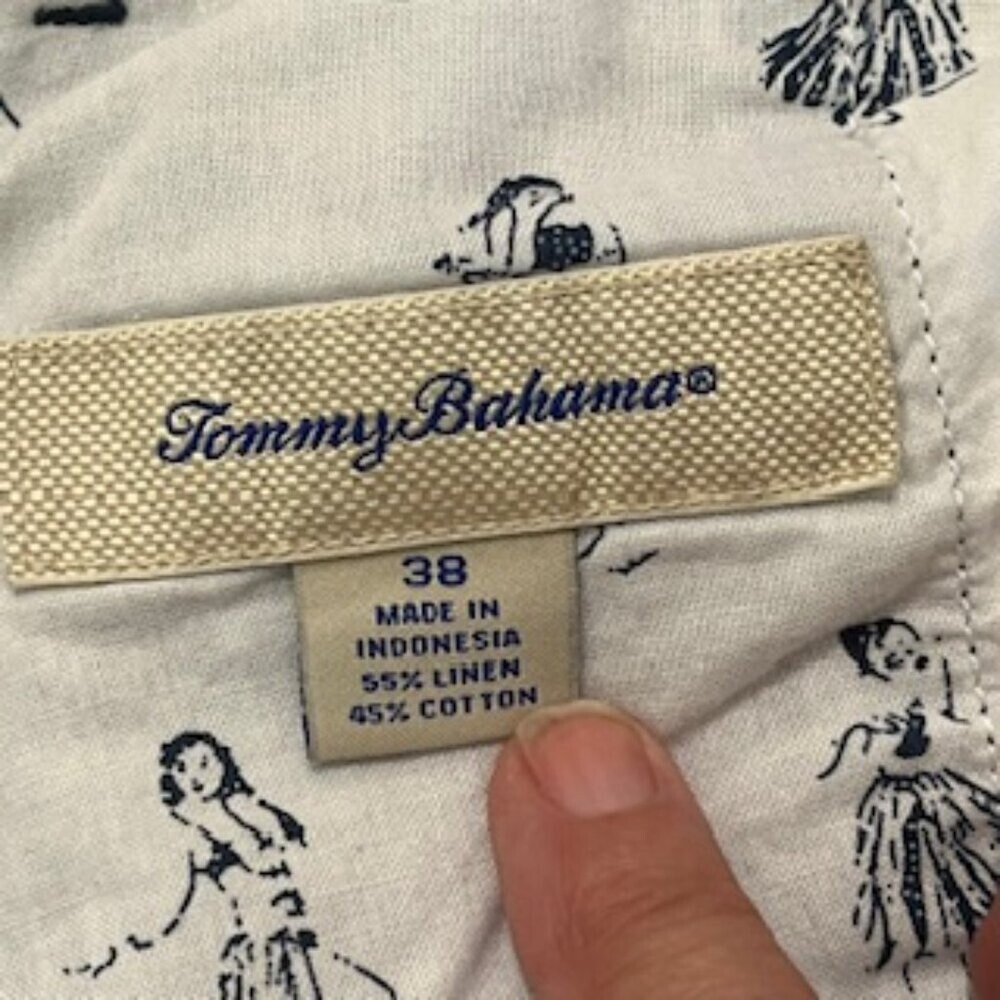 Tommy Bahama®
38
MADE IN
INDONESIA
55% LINEN
45% COTTON